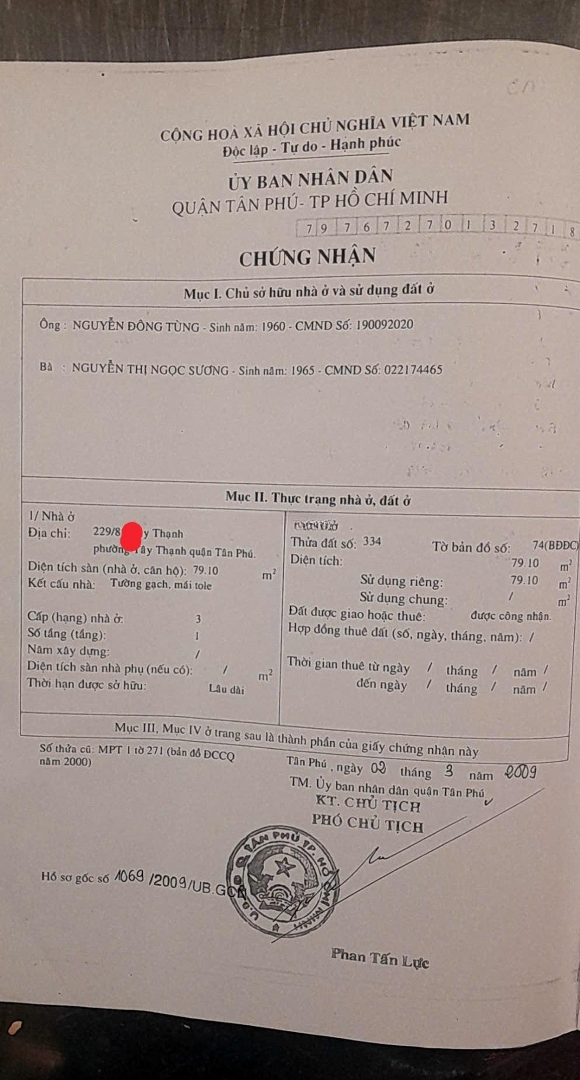 CỘNG HOÀ XÃ HỘI CHỦ NGHĨA VIỆT NAM
Độc lập - Tự do - Hạnh phúc
ỦY BAN NHÂN DÂN
QUẬN TÂN PHÚ- TP HỒ CHÍ MINH
7 9 7 6 7 2 7 0 1 3 2 7 1 8
CHỨNG NHẬN
Mục I. Chủ sở hữu nhà ở và sử dụng đất ở
Ông : NGUYỄN ĐÔNG TÙNG - Sinh năm: 1960 - CMND Số: 190092020
Bà : NGUYỄN THỊ NGỌC SƯƠNG - Sinh năm: 1965 - CMND Số: 022174465
Mục II. Thực trạng nhà ở, đất ở
1/ Nhà ở
Địa chỉ: 229/8 y Thạnh
phường Tây Thạnh quận Tân Phú.
Diện tích sàn (nhà ở, căn hộ): 79.10 m²
Kết cấu nhà: Tường gạch, mái tole
Cấp (hạng) nhà ở: 3
Số tầng (tầng): 1
Năm xây dựng: /
Diện tích sàn nhà phụ (nếu có): / m²
Thời hạn được sở hữu: Lâu dài
Thửa đất số: 334 Tờ bản đồ số: 74(BĐĐC)
Diện tích: 79.10 m²
Sử dụng riêng: 79.10 m²
Sử dụng chung: / m²
Đất được giao hoặc thuê: được công nhận.
Hợp đồng thuê đất (số, ngày, tháng, năm): /
Thời gian thuê từ ngày / tháng / năm /
đến ngày / tháng / năm /
Mục III, Mục IV ở trang sau là thành phần của giấy chứng nhận này
Số thửa cũ: MPT 1 tờ 271 (bản đồ ĐCCQ
năm 2000)
Tân Phú , ngày 02 tháng 3 năm 2009
TM. Ủy ban nhân dân quận Tân Phú
KT. CHỦ TỊCH
PHÓ CHỦ TỊCH
U.B.N.D Q. TÂN PHÚ TP. HỒ CHÍ MINH
Hồ sơ gốc số 1069 /2009/UB.GCN
Phan Tấn Lực